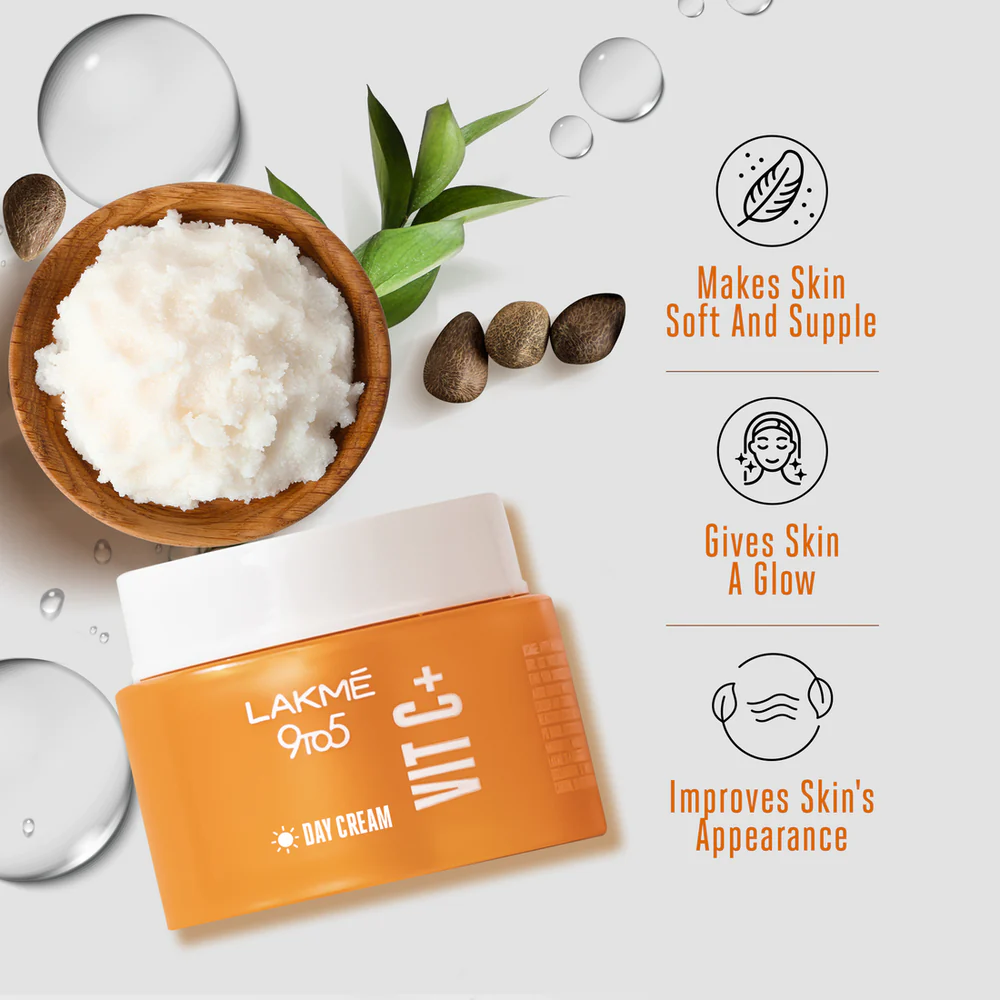 Makes Skin
Soft And Supple
Gives Skin
A Glow
Improves Skin's
Appearance
LAKMĒ
9TO5
VIT C+
DAY CREAM